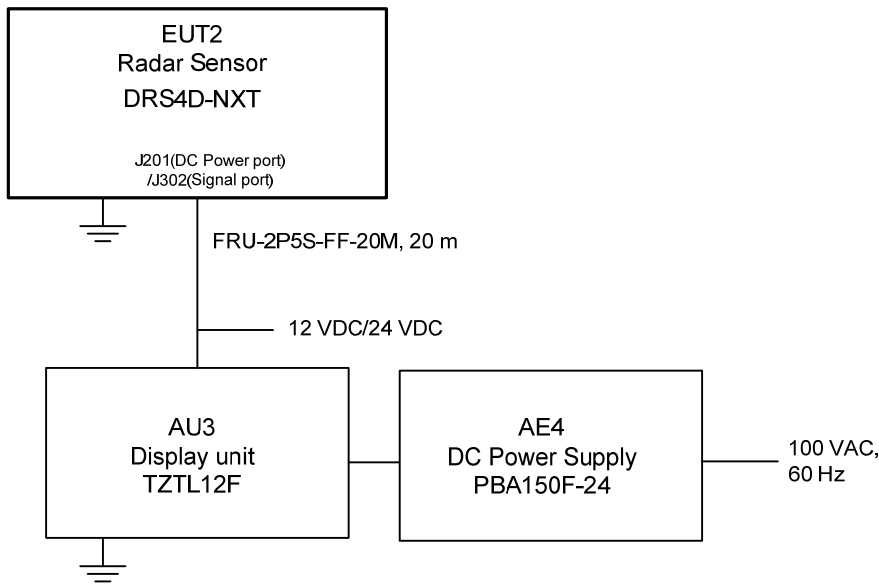 EUT2
Radar Sensor
DRS4D-NXT
J201(DC Power port)
/J302(Signal port)
FRU-2P5S-FF-20M, 20 m
12 VDC/24 VDC
AU3
Display unit
TZTL12F
AE4
DC Power Supply
PBA150F-24
100 VAC,
60 Hz